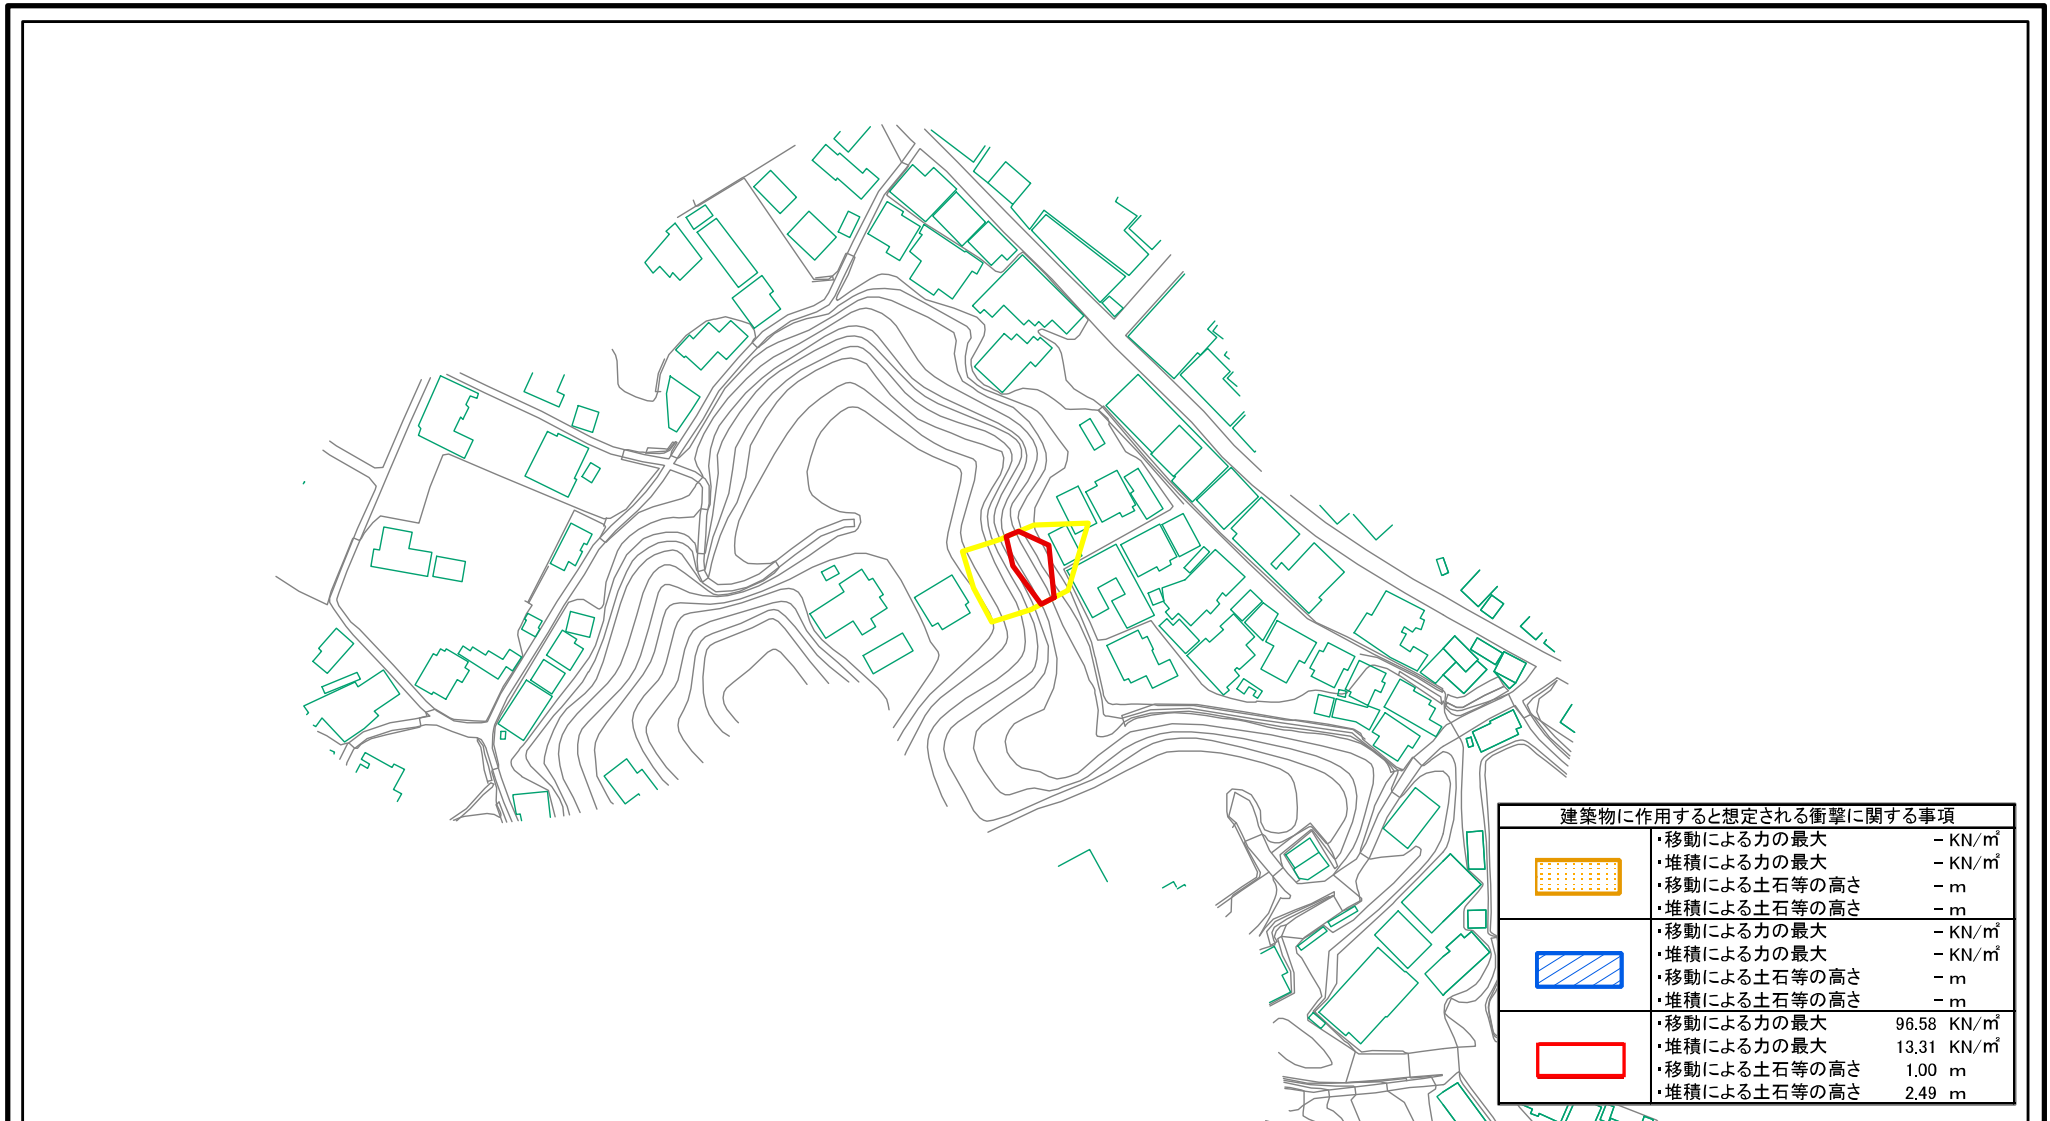 建築物に作用すると想定される衝撃に関する事項
・移動による力の最大 － KN/㎡
・堆積による力の最大 － KN/㎡
・移動による土石等の高さ － m
・堆積による土石等の高さ － m
・移動による力の最大 － KN/㎡
・堆積による力の最大 － KN/㎡
・移動による土石等の高さ － m
・堆積による土石等の高さ － m
・移動による力の最大 96.58 KN/㎡
・堆積による力の最大 13.31 KN/㎡
・移動による土石等の高さ 1.00 m
・堆積による土石等の高さ 2.49 m